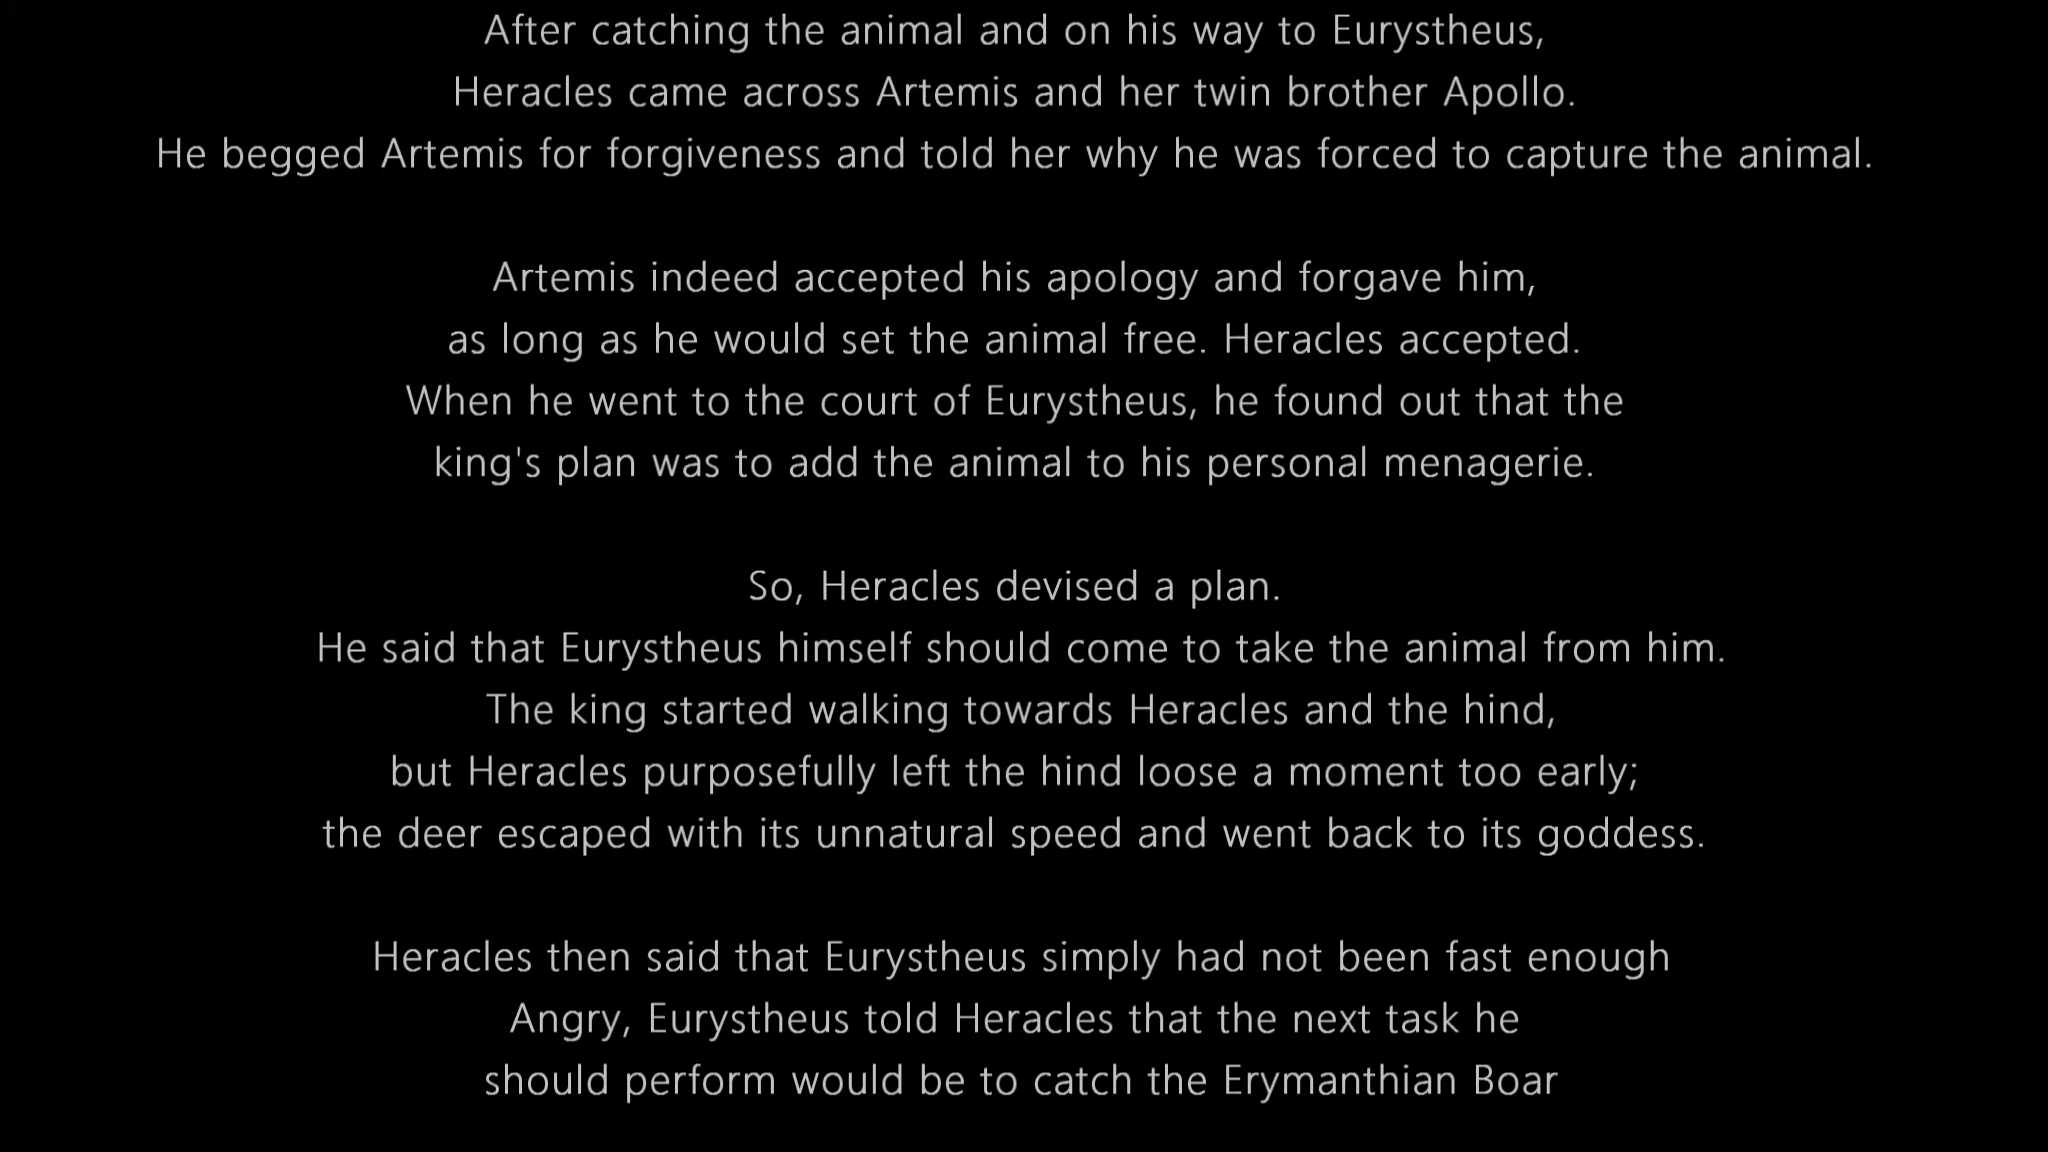 After catching the animal and on his way to Eurystheus,
Heracles came across Artemis and her twin brother Apollo.
He begged Artemis for forgiveness and told her why he was forced to capture the animal.
Artemis indeed accepted his apology and forgave him,
as long as he would set the animal free. Heracles accepted.
When he went to the court of Eurystheus, he found out that the
king's plan was to add the animal to his personal menagerie.
So, Heracles devised a plan.
He said that Eurystheus himself should come to take the animal from him.
The king started walking towards Heracles and the hind,
but Heracles purposefully left the hind loose a moment too early;
the deer escaped with its unnatural speed and went back to its goddess.
Heracles then said that Eurystheus simply had not been fast enough
Angry, Eurystheus told Heracles that the next task he
should perform would be to catch the Erymanthian Boar